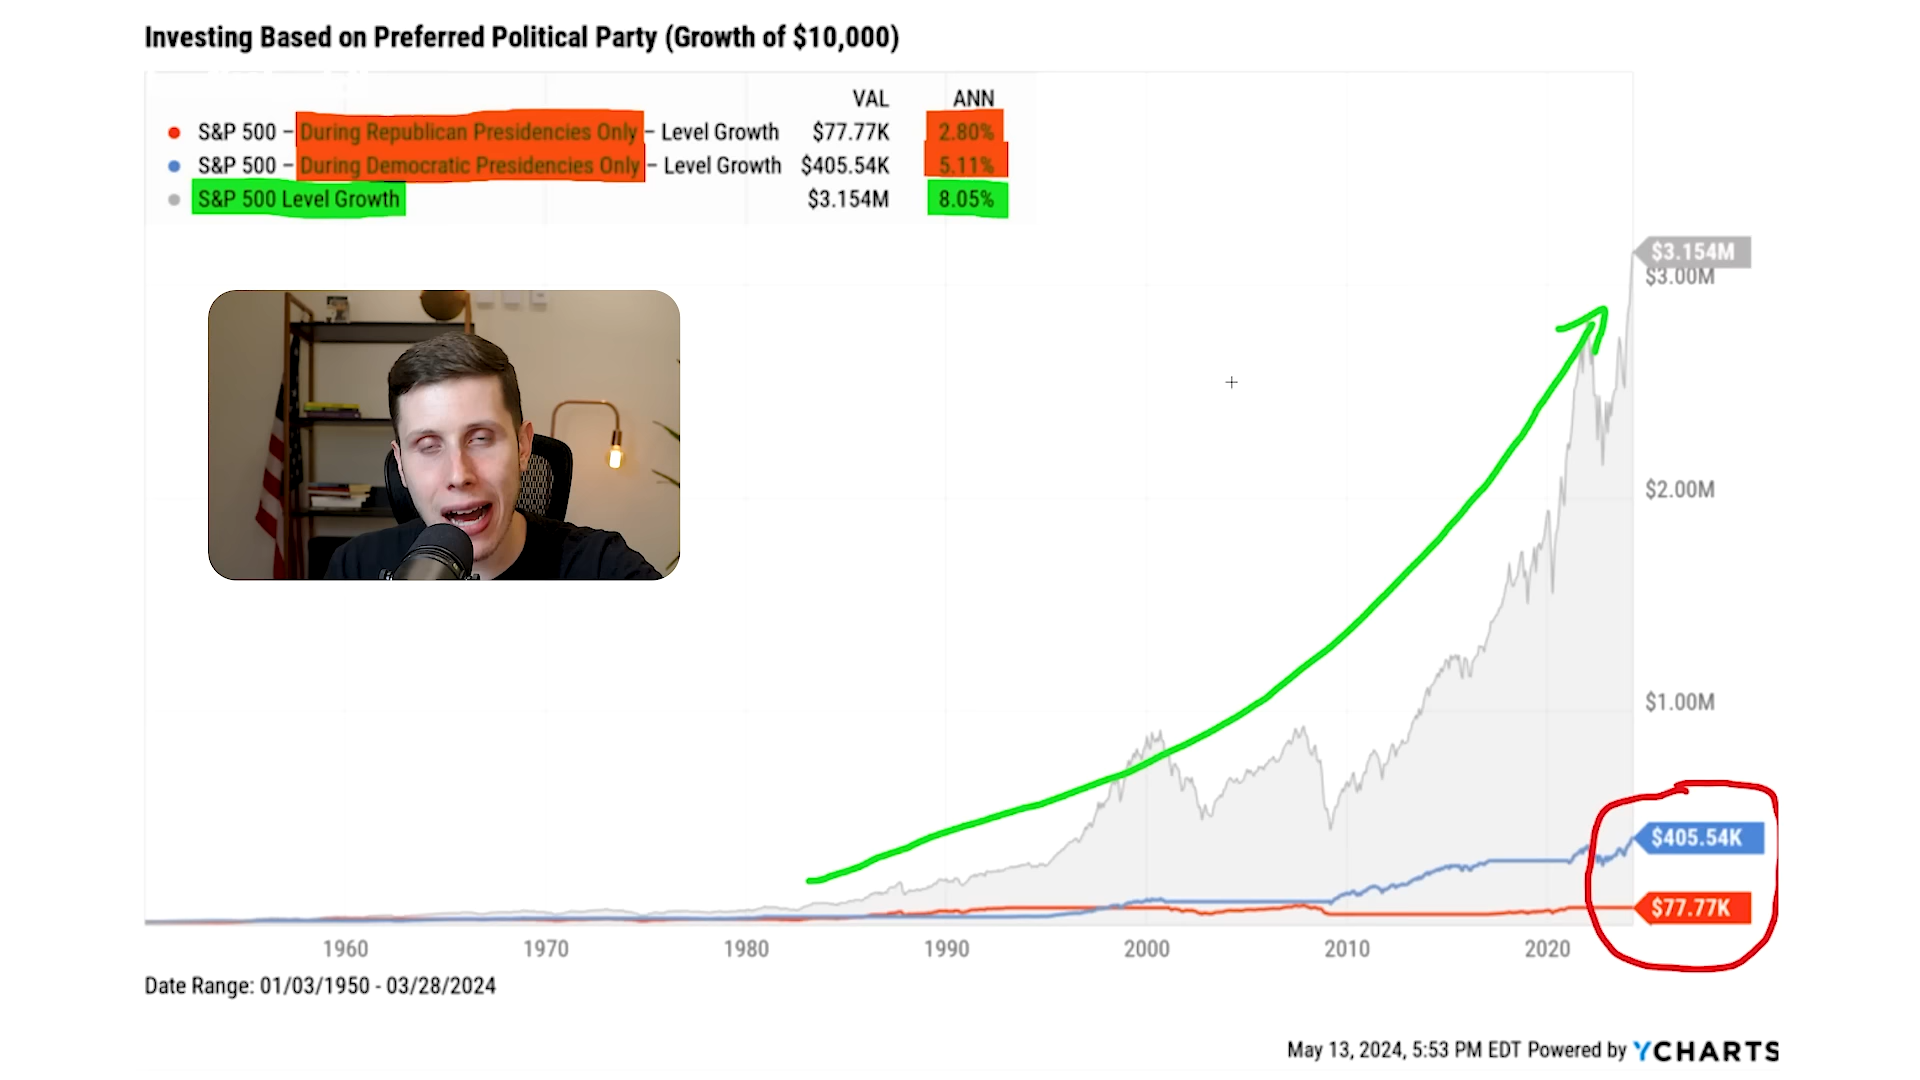 Investing Based on Preferred Political Party (Growth of $10,000)
VAL ANN
S&P 500 – During Republican Presidencies Only – Level Growth $77.77K 2.80%
S&P 500 – During Democratic Presidencies Only – Level Growth $405.54K 5.11%
S&P 500 Level Growth $3.154M 8.05%
$3.154M
$3.00M
$2.00M
$1.00M
$405.54K
$77.77K
1960 1970 1980 1990 2000 2010 2020
Date Range: 01/03/1950 - 03/28/2024
May 13, 2024, 5:53 PM EDT Powered by YCHARTS